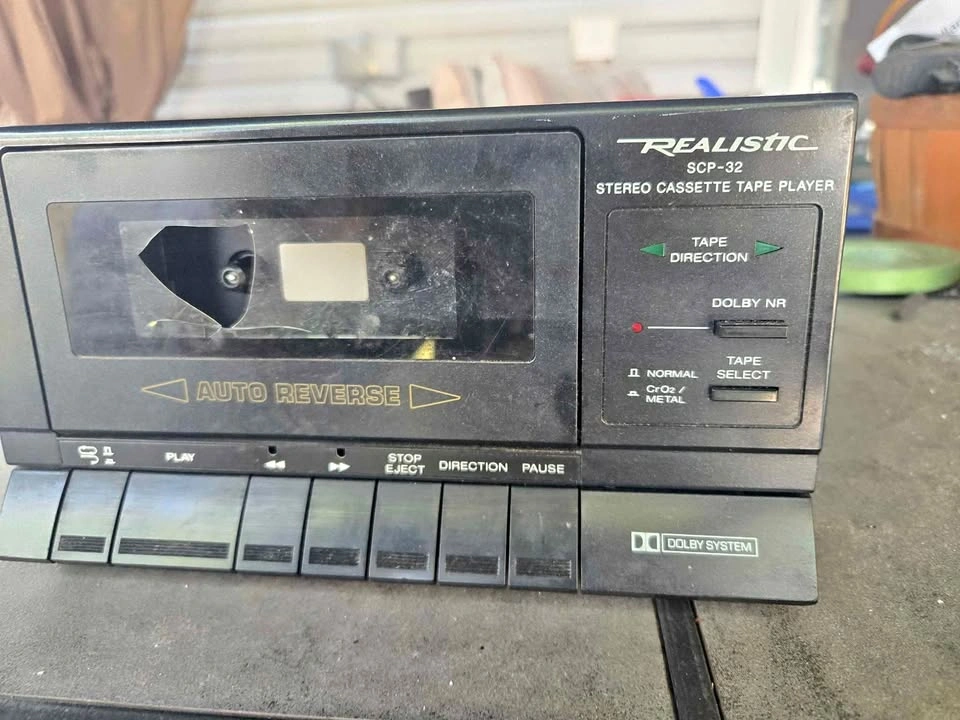 REALISTIC
SCP-32
STEREO CASSETTE TAPE PLAYER
TAPE
DIRECTION
DOLBY NR
TAPE
SELECT
NORMAL
CrO2 /
METAL
AUTO REVERSE
PLAY
STOP
EJECT
DIRECTION
PAUSE
DOLBY SYSTEM